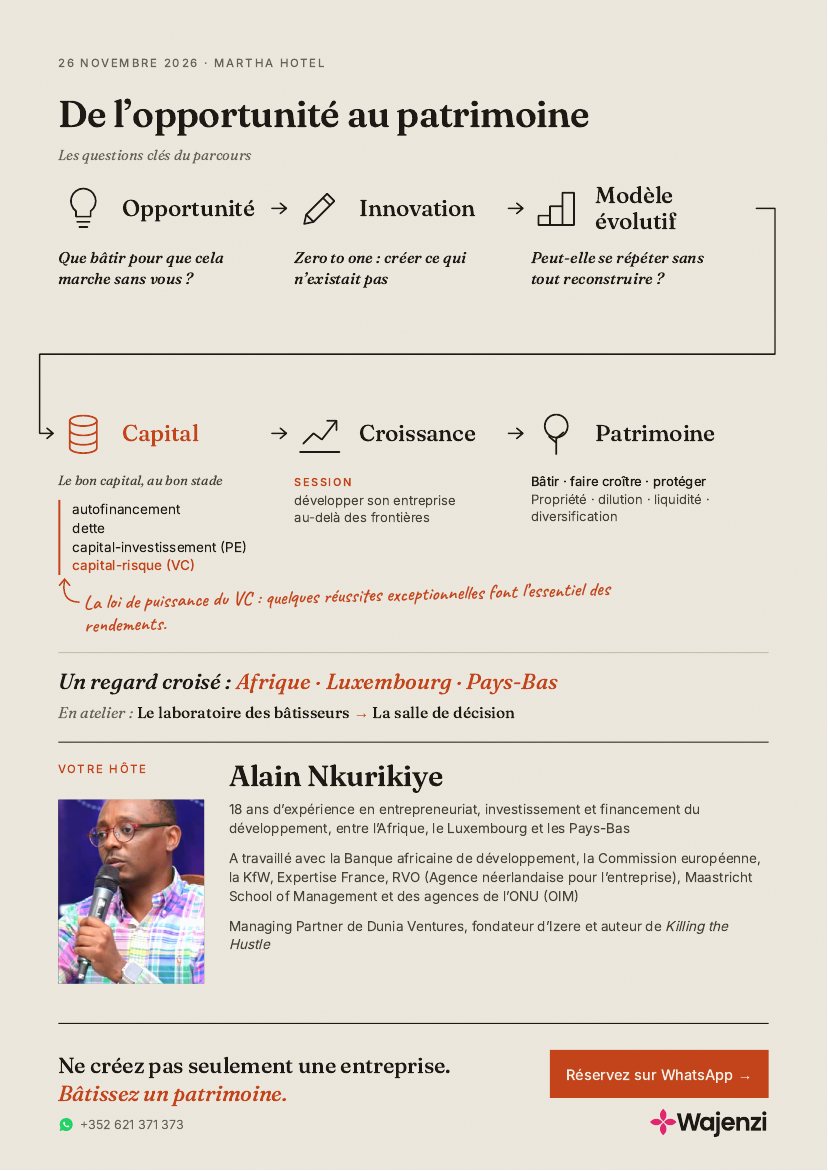 26 NOVEMBRE 2026 · MARTHA HOTEL
De l’opportunité au patrimoine
Les questions clés du parcours
Opportunité →
Que bâtir pour que cela
marche sans vous ?
Innovation →
Zero to one : créer ce qui
n’existait pas
Modèle
évolutif
Peut-elle se répéter sans
tout reconstruire ?
Capital →
Le bon capital, au bon stade
autofinancement
dette
capital-investissement (PE)
capital-risque (VC)
La loi de puissance du VC : quelques réussites exceptionnelles font l’essentiel des
rendements.
Croissance →
SESSION
développer son entreprise
au-delà des frontières
Patrimoine
Bâtir · faire croître · protéger
Propriété · dilution · liquidité ·
diversification
Un regard croisé : Afrique · Luxembourg · Pays-Bas
En atelier : Le laboratoire des bâtisseurs → La salle de décision
VOTRE HÔTE
Alain Nkurikiye
18 ans d’expérience en entrepreneuriat, investissement et financement du
développement, entre l’Afrique, le Luxembourg et les Pays-Bas
A travaillé avec la Banque africaine de développement, la Commission européenne,
la KfW, Expertise France, RVO (Agence néerlandaise pour l’entreprise), Maastricht
School of Management et des agences de l’ONU (OIM)
Managing Partner de Dunia Ventures, fondateur d’Izere et auteur de Killing the
Hustle
Ne créez pas seulement une entreprise.
Bâtissez un patrimoine.
+352 621 371 373
Réservez sur WhatsApp →
Wajenzi